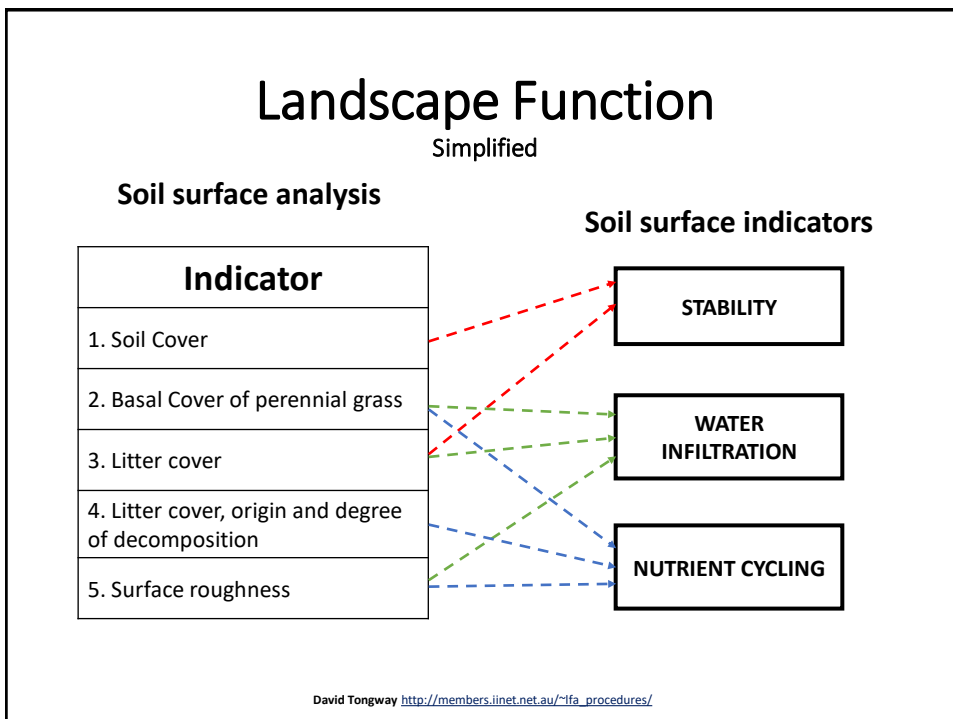 Landscape Function
Simplified
Soil surface analysis
Soil surface indicators
Indicator
1. Soil Cover
2. Basal Cover of perennial grass
3. Litter cover
4. Litter cover, origin and degree
of decomposition
5. Surface roughness
STABILITY
WATER
INFILTRATION
NUTRIENT CYCLING
David Tongway http://members.iinet.net.au/~lfa_procedures/